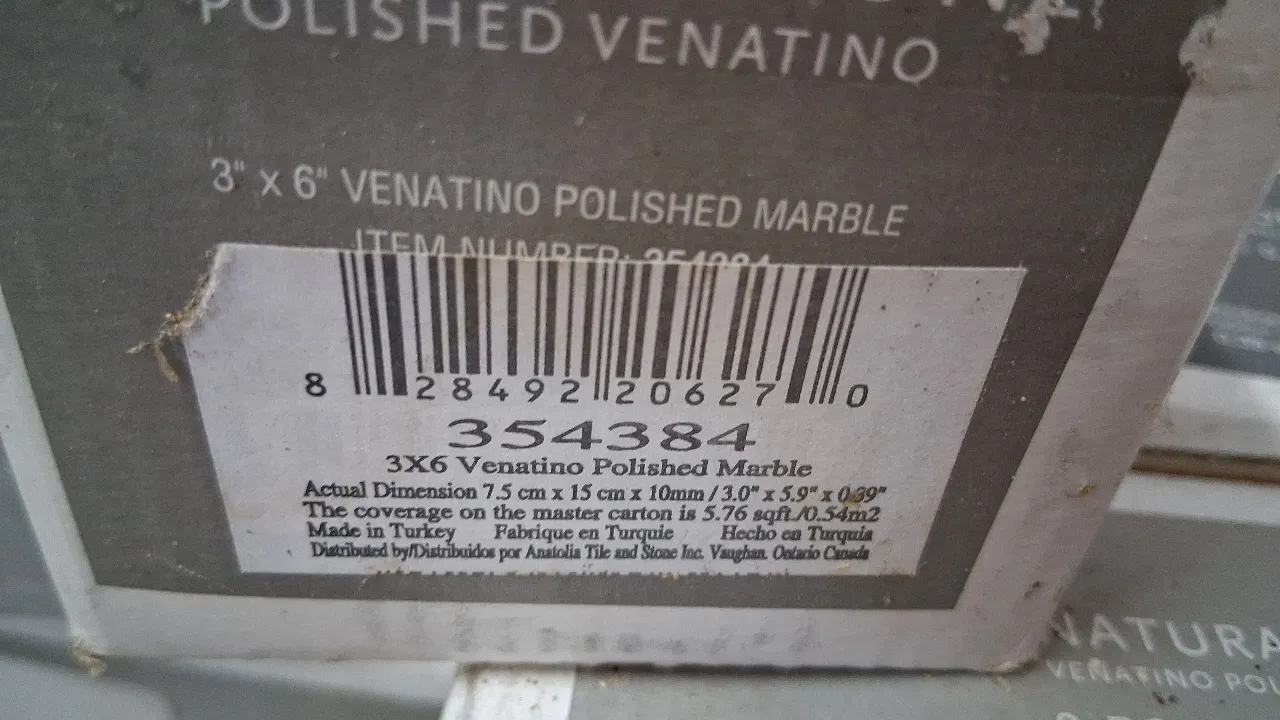 POLISHED VENATINO
3" x 6" VENATINO POLISHED MARBLE
ITEM NUMBER: 354384
8 28492 20627 0
354384
3X6 Venatino Polished Marble
Actual Dimension 7.5 cm x 15 cm x 10mm / 3.0" x 5.9" x 0.39"
The coverage on the master carton is 5.76 sqft./0.54m2
Made in Turkey Fabrique en Turquie Hecho en Turquia
Distributed by/Distribuidos por Anatolia Tile and Stone Inc. Vaughan. Ontario Canada
NATURA
VENATINO POL